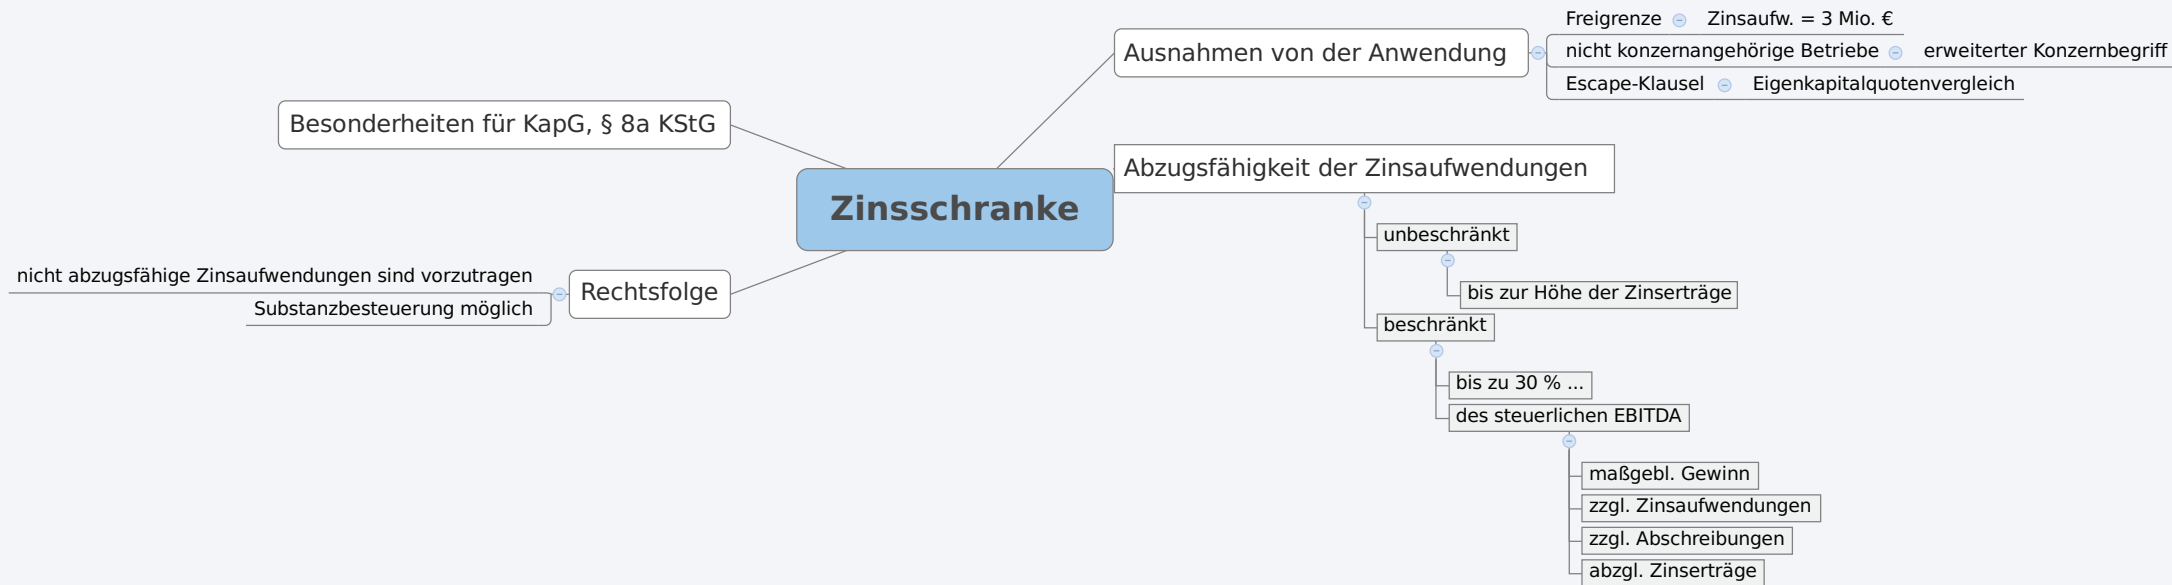 Zinsschranke
Ausnahmen von der Anwendung
Freigrenze
Zinsaufw. = 3 Mio. €
nicht konzernangehörige Betriebe
erweiterter Konzernbegriff
Escape-Klausel
Eigenkapitalquotenvergleich
Abzugsfähigkeit der Zinsaufwendungen
unbeschränkt
bis zur Höhe der Zinserträge
beschränkt
bis zu 30 % ...
des steuerlichen EBITDA
maßgebl. Gewinn
zzgl. Zinsaufwendungen
zzgl. Abschreibungen
abzgl. Zinserträge
Besonderheiten für KapG, § 8a KStG
Rechtsfolge
nicht abzugsfähige Zinsaufwendungen sind vorzutragen
Substanzbesteuerung möglich